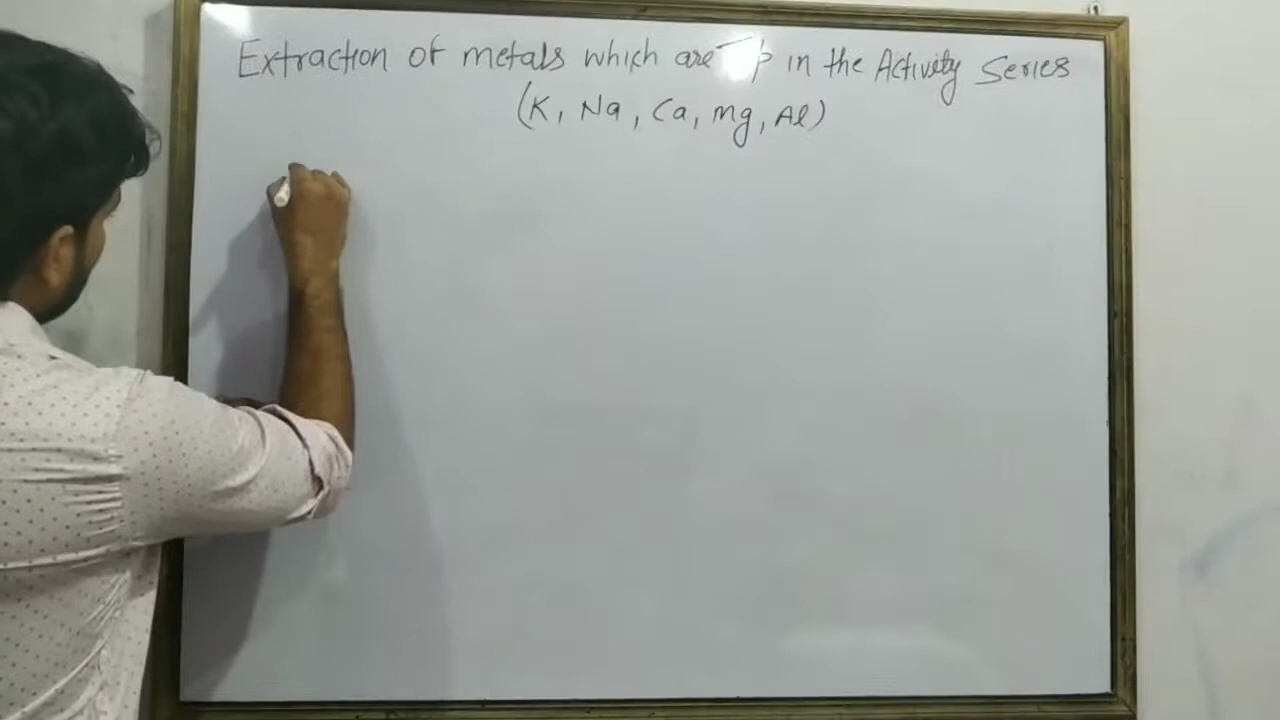 Extraction of metals which are Top in the Activity Series
(K, Na, Ca, Mg, Al)